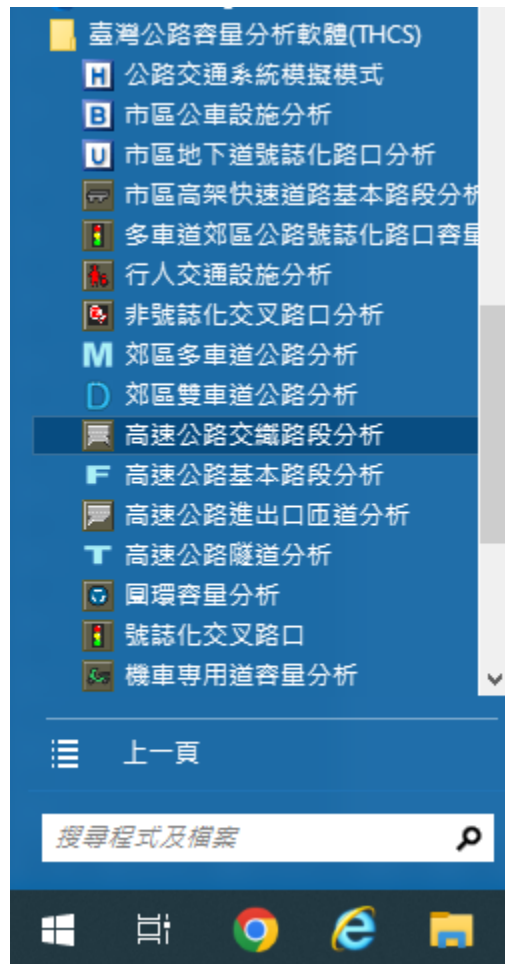 臺灣公路容量分析軟體(THCS)
H 公路交通系統模擬模式
B 市區公車設施分析
U 市區地下道號誌化路口分析
市區高架快速道路基本路段分析
多車道郊區公路號誌化路口容量
行人交通設施分析
非號誌化交叉路口分析
M 郊區多車道公路分析
D 郊區雙車道公路分析
高速公路交織路段分析
F 高速公路基本路段分析
高速公路進出口匝道分析
T 高速公路隧道分析
圓環容量分析
號誌化交叉路口
機車專用道容量分析
上一頁
搜尋程式及檔案